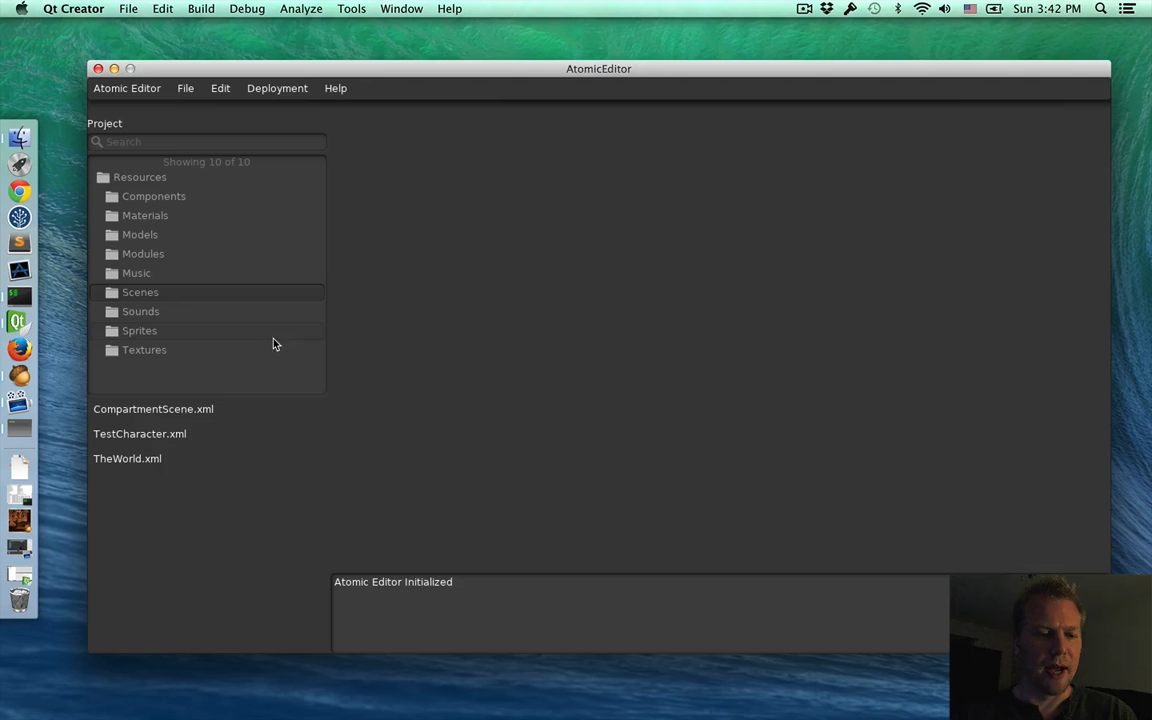 Qt Creator File Edit Build Debug Analyze Tools Window Help Sun 3:42 PM
AtomicEditor
Atomic Editor File Edit Deployment Help
Project
Search
Showing 10 of 10
Resources
Components
Materials
Models
Modules
Music
Scenes
Sounds
Sprites
Textures
CompartmentScene.xml
TestCharacter.xml
TheWorld.xml
Atomic Editor Initialized